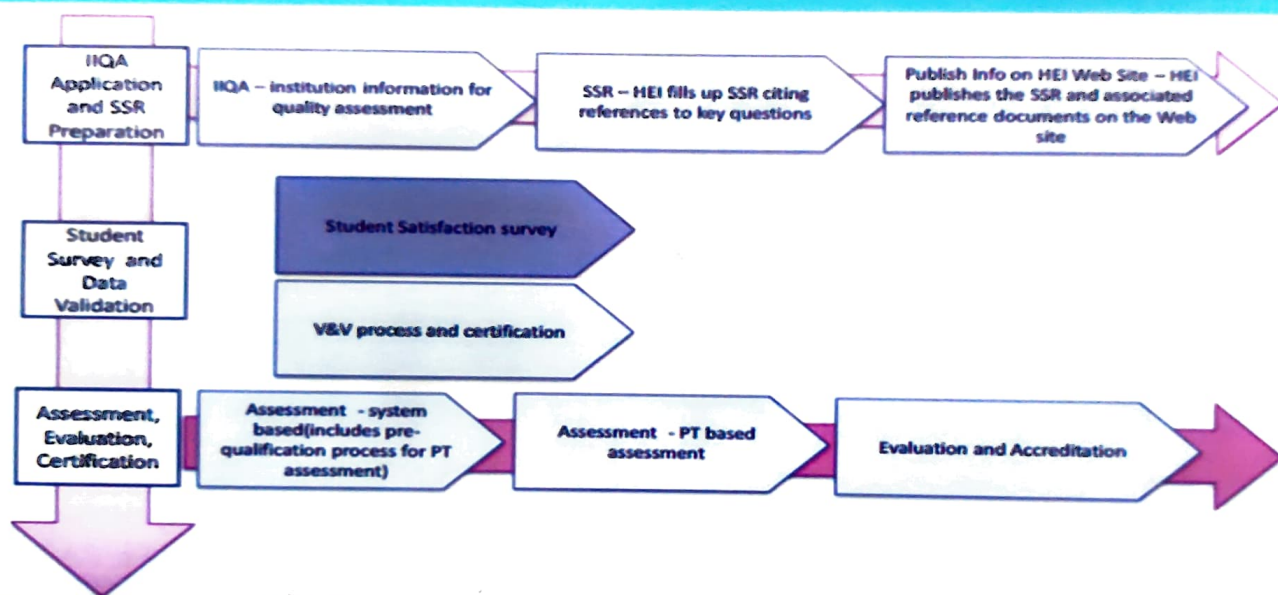 IIQA
Application
and SSR
Preparation
IIQA – institution information for
quality assessment
SSR – HEI fills up SSR citing
references to key questions
Publish Info on HEI Web Site – HEI
publishes the SSR and associated
reference documents on the Web
site
Student
Survey and
Data
Validation
Student Satisfaction survey
V&V process and certification
Assessment,
Evaluation,
Certification
Assessment - system
based(includes pre-
qualification process for PT
assessment)
Assessment - PT based
assessment
Evaluation and Accreditation